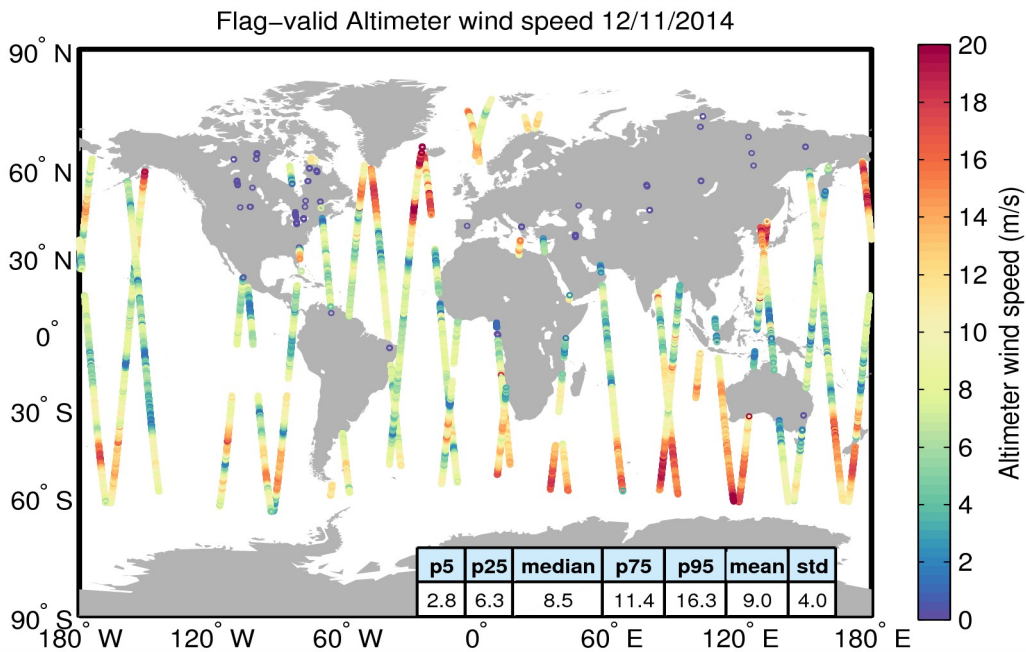 Flag−valid Altimeter wind speed 12/11/2014
90° N
60° N
30° N
0°
30° S
60° S
90° S
180° W
120° W
60° W
0°
60° E
120° E
180° E
p5 p25 median p75 p95 mean std
2.8 6.3 8.5 11.4 16.3 9.0 4.0
20
18
16
14
12
10
8
6
4
2
0
Altimeter wind speed (m/s)